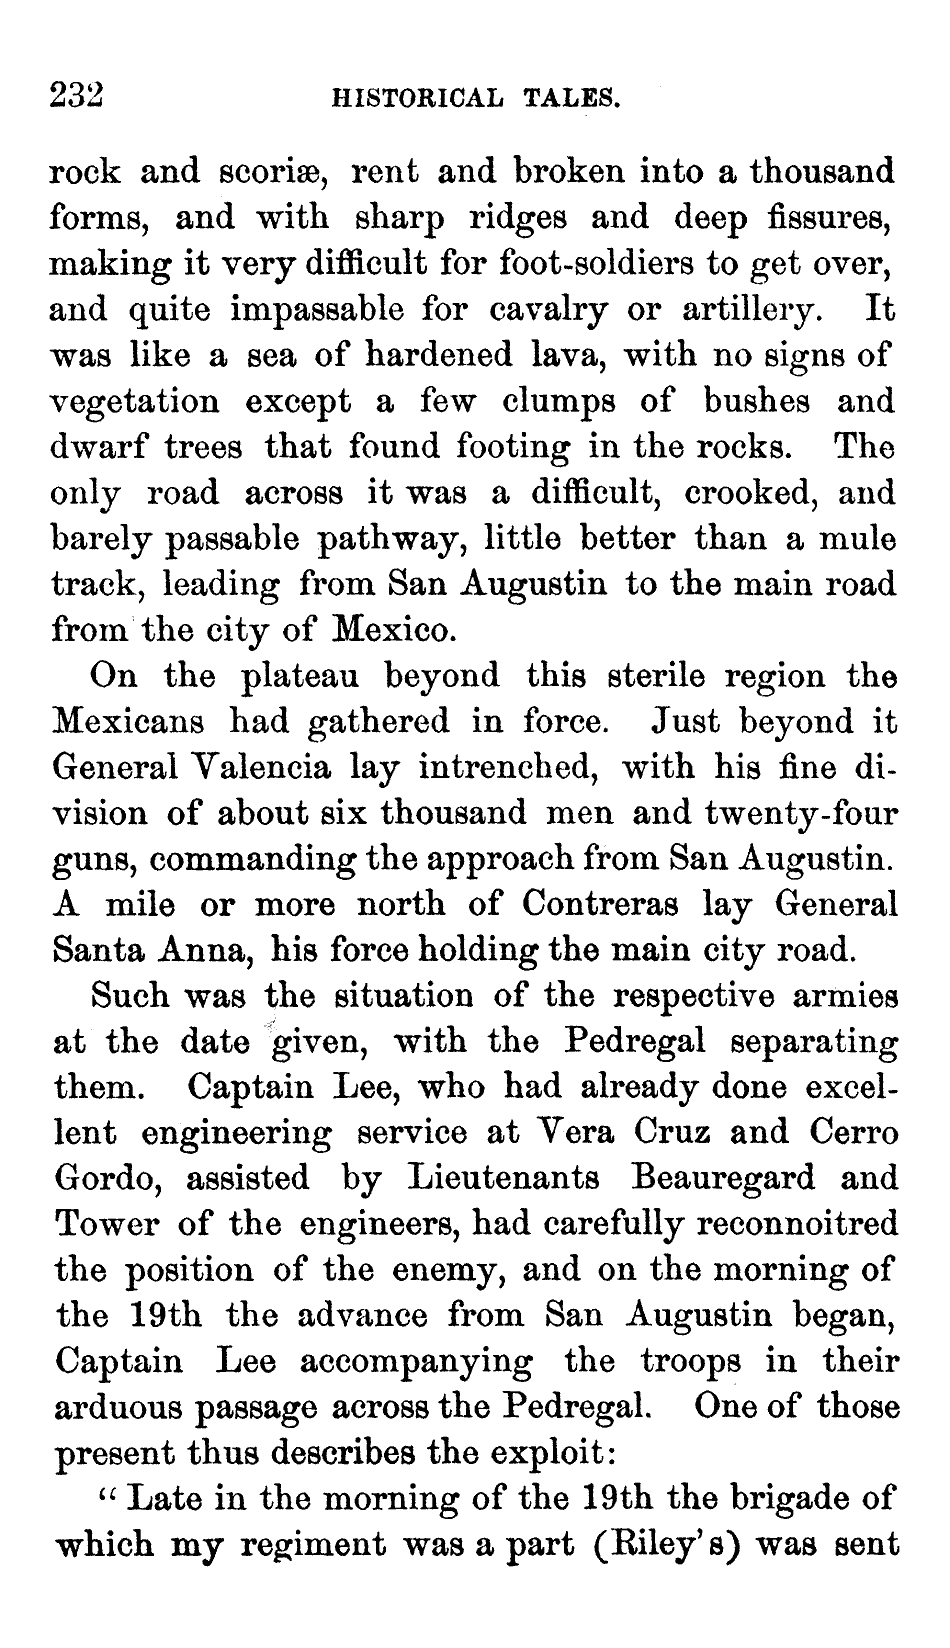 232 HISTORICAL TALES.
rock and scoriæ, rent and broken into a thousand
forms, and with sharp ridges and deep fissures,
making it very difficult for foot-soldiers to get over,
and quite impassable for cavalry or artillery. It
was like a sea of hardened lava, with no signs of
vegetation except a few clumps of bushes and
dwarf trees that found footing in the rocks. The
only road across it was a difficult, crooked, and
barely passable pathway, little better than a mule
track, leading from San Augustin to the main road
from the city of Mexico.
On the plateau beyond this sterile region the
Mexicans had gathered in force. Just beyond it
General Valencia lay intrenched, with his fine di-
vision of about six thousand men and twenty-four
guns, commanding the approach from San Augustin.
A mile or more north of Contreras lay General
Santa Anna, his force holding the main city road.
Such was the situation of the respective armies
at the date given, with the Pedregal separating
them. Captain Lee, who had already done excel-
lent engineering service at Vera Cruz and Cerro
Gordo, assisted by Lieutenants Beauregard and
Tower of the engineers, had carefully reconnoitred
the position of the enemy, and on the morning of
the 19th the advance from San Augustin began,
Captain Lee accompanying the troops in their
arduous passage across the Pedregal. One of those
present thus describes the exploit:
“Late in the morning of the 19th the brigade of
which my regiment was a part (Riley's) was sent